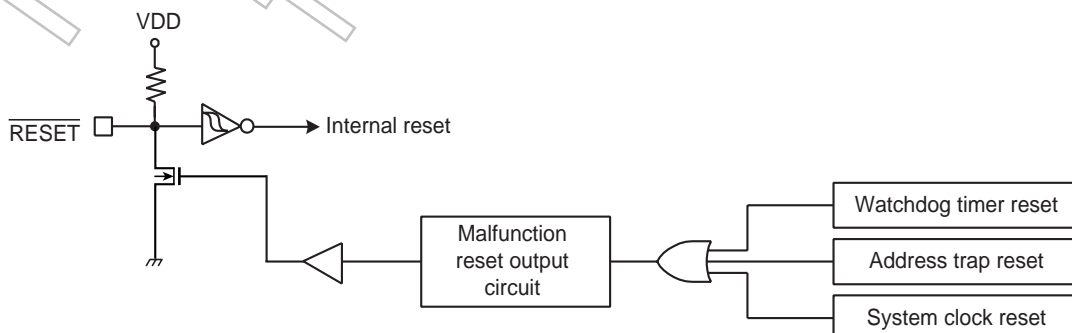 VDD
RESET
Internal reset
Malfunction
reset output
circuit
Watchdog timer reset
Address trap reset
System clock reset